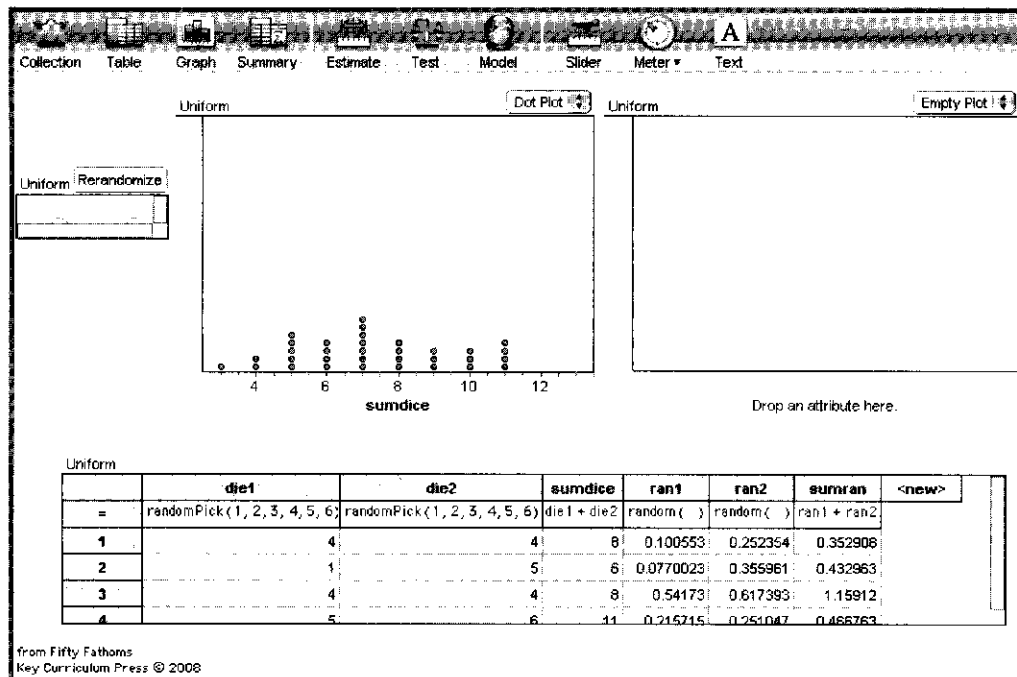 Collection Table Graph Summary Estimate Test Model Slider Meter Text
Uniform Dot Plot
Uniform Empty Plot
Uniform Rerandomize
4 6 8 10 12
sumdice
Drop an attribute here.
Uniform
die1 die2 sumdice ran1 ran2 sumran <new>
= randomPick(1,2,3,4,5,6) randomPick(1,2,3,4,5,6) die1 + die2 random( ) random( ) ran1 + ran2
1 4 4 8 0.100553 0.252354 0.352908
2 1 5 6 0.0770023 0.355961 0.432963
3 4 4 8 0.54173 0.617393 1.15912
4 5 6 11 0.215715 0.251047 0.466763
from Fifty Fathoms
Key Curriculum Press © 2008